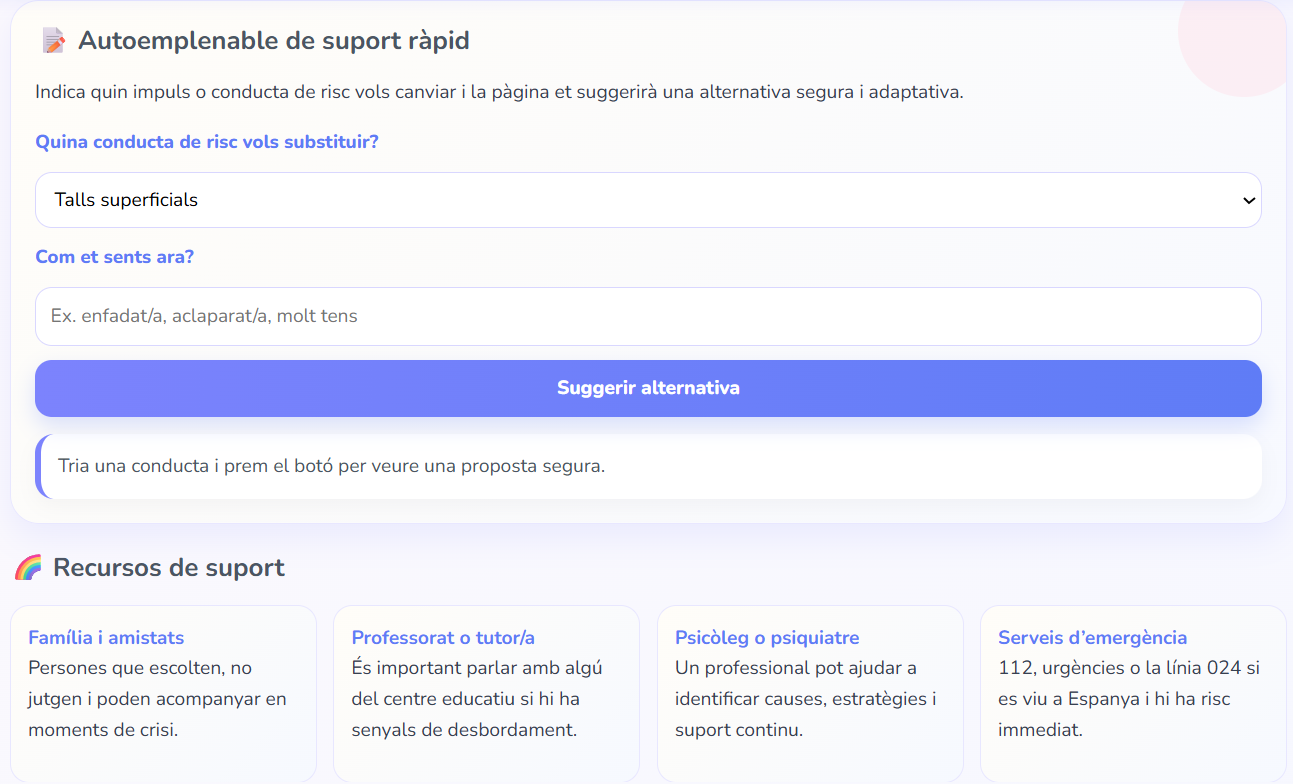 Autoemplenable de suport ràpid
Indica quin impuls o conducta de risc vols canviar i la pàgina et suggerirà una alternativa segura i adaptativa.
Quina conducta de risc vols substituir?
Talls superficials
Com et sents ara?
Ex. enfadat/a, aclaparat/a, molt tens
Suggerir alternativa
Tria una conducta i prem el botó per veure una proposta segura.
Recursos de suport
Família i amistats
Persones que escolten, no
jutgen i poden acompanyar en
moments de crisi.
Professorat o tutor/a
És important parlar amb algú
del centre educatiu si hi ha
senyals de desbordament.
Psicòleg o psiquiatre
Un professional pot ajudar a
identificar causes, estratègies i
suport continu.
Serveis d’emergència
112, urgències o la línia 024 si
es viu a Espanya i hi ha risc
immediat.